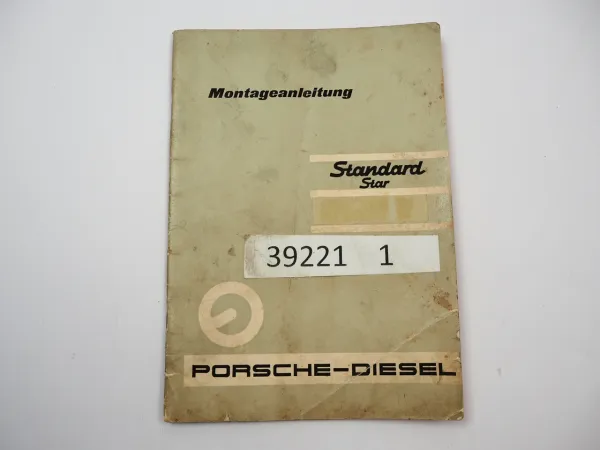 Montageanleitung
Standard
Star
39221 1
PORSCHE-DIESEL